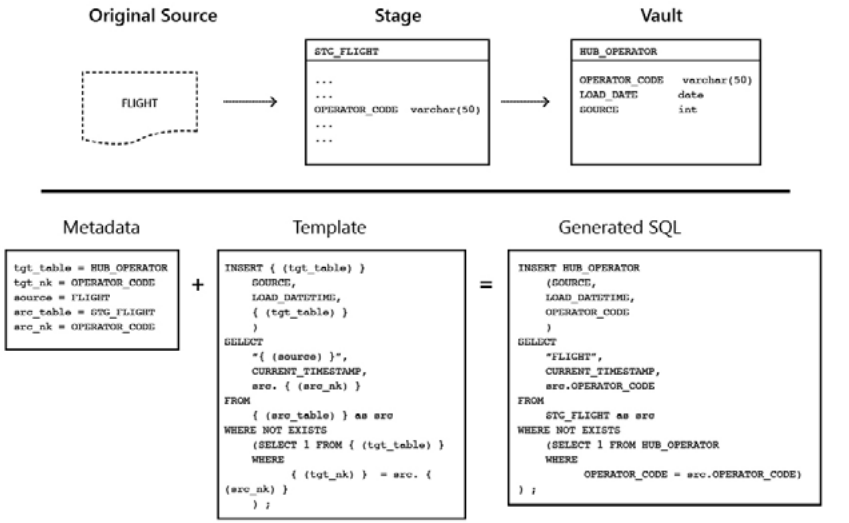 Original Source
Stage
Vault
FLIGHT
STG_FLIGHT
...
...
OPERATOR_CODE varchar(50)
...
...
HUB_OPERATOR
OPERATOR_CODE varchar(50)
LOAD_DATE date
SOURCE int
Metadata
Template
Generated SQL
tgt_table = HUB_OPERATOR
tgt_nk = OPERATOR_CODE
source = FLIGHT
src_table = STG_FLIGHT
src_nk = OPERATOR_CODE
+
INSERT { (tgt_table) }
SOURCE,
LOAD_DATETIME,
{ (tgt_table) }
)
SELECT
"{ (source) }",
CURRENT_TIMESTAMP,
src. { (src_nk) }
FROM
{ (src_table) } as src
WHERE NOT EXISTS
(SELECT 1 FROM { (tgt_table) }
WHERE
{ (tgt_nk) } = src. {
(src_nk) }
) ;
=
INSERT HUB_OPERATOR
(SOURCE,
LOAD_DATETIME,
OPERATOR_CODE
)
SELECT
"FLIGHT",
CURRENT_TIMESTAMP,
src.OPERATOR_CODE
FROM
STG_FLIGHT as src
WHERE NOT EXISTS
(SELECT 1 FROM HUB_OPERATOR
WHERE
OPERATOR_CODE = src.OPERATOR_CODE)
) ;